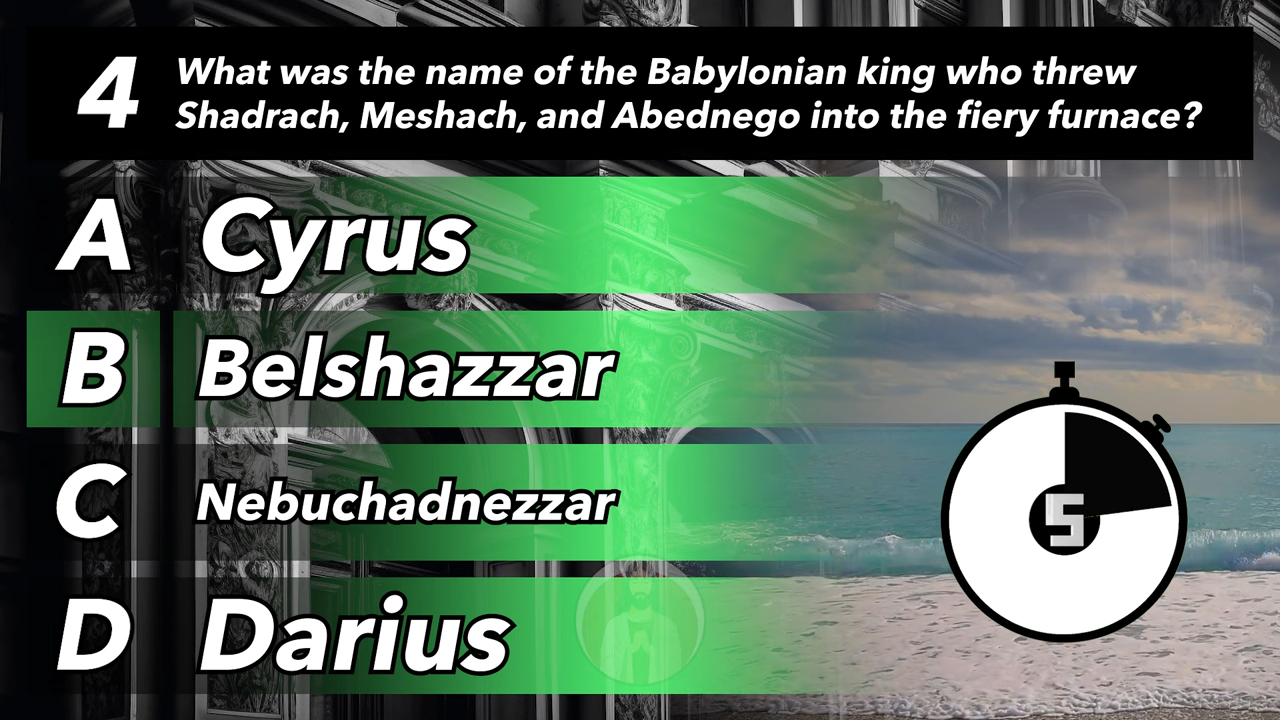 4
What was the name of the Babylonian king who threw
Shadrach, Meshach, and Abednego into the fiery furnace?
A Cyrus
B Belshazzar
C Nebuchadnezzar
D Darius
5